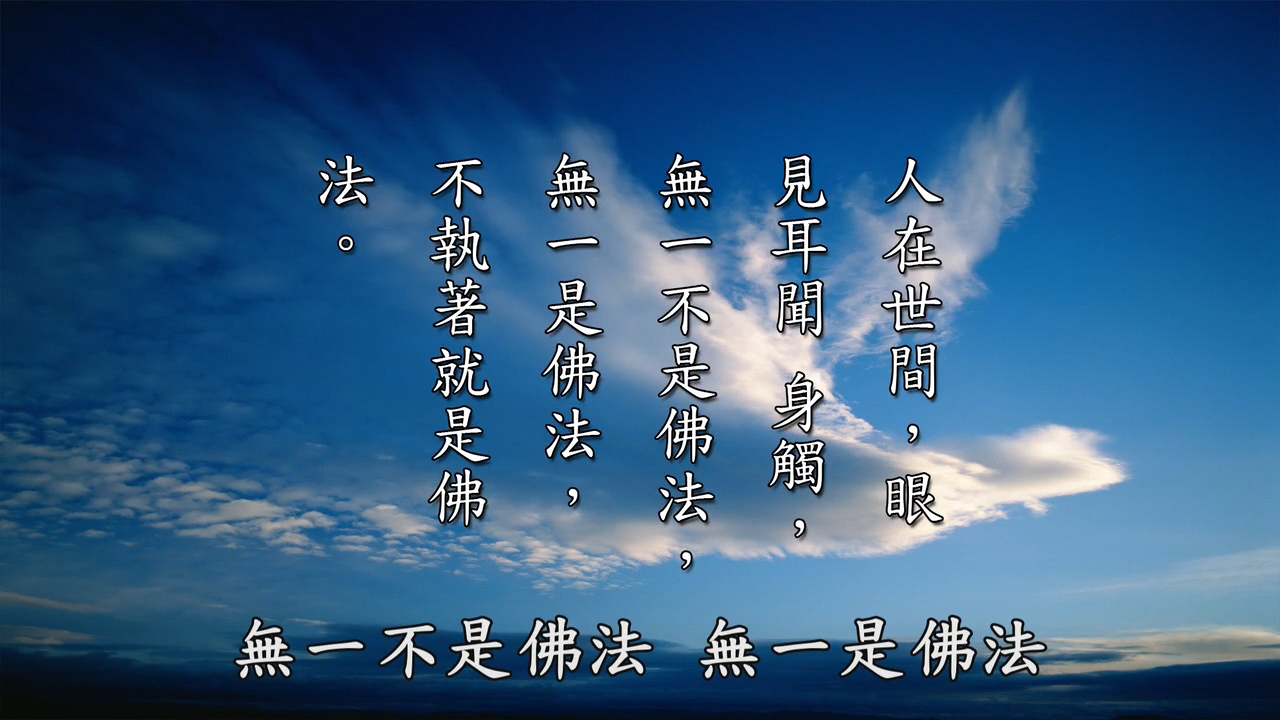 人在世間，眼
見耳聞 身觸，
無一不是佛法，
無一是佛法，
不執著就是佛
法。
無一不是佛法 無一是佛法